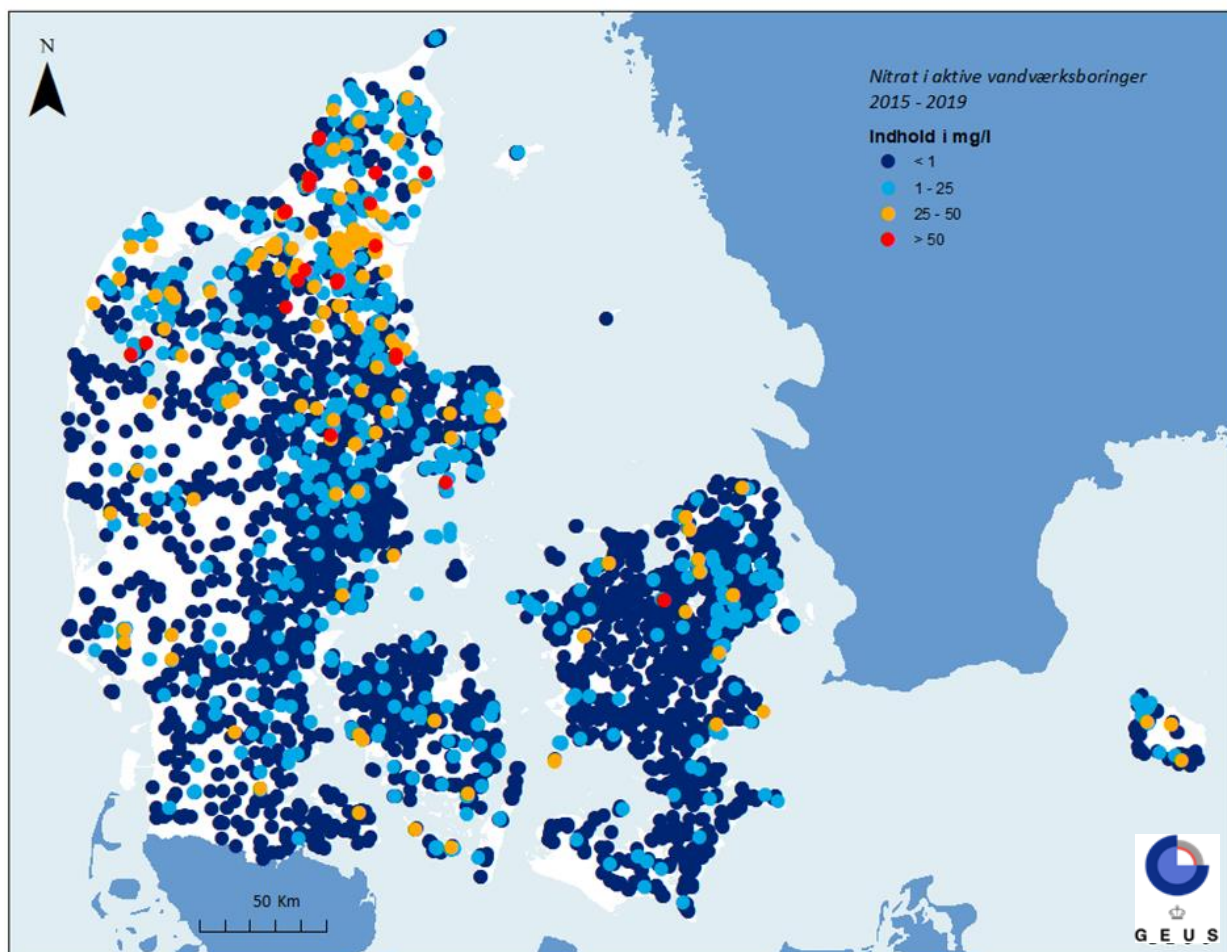 N
Nitrat i aktive vandværksboringer
2015 - 2019
Indhold i mg/l
< 1
1 - 25
25 - 50
> 50
50 Km
G E U S